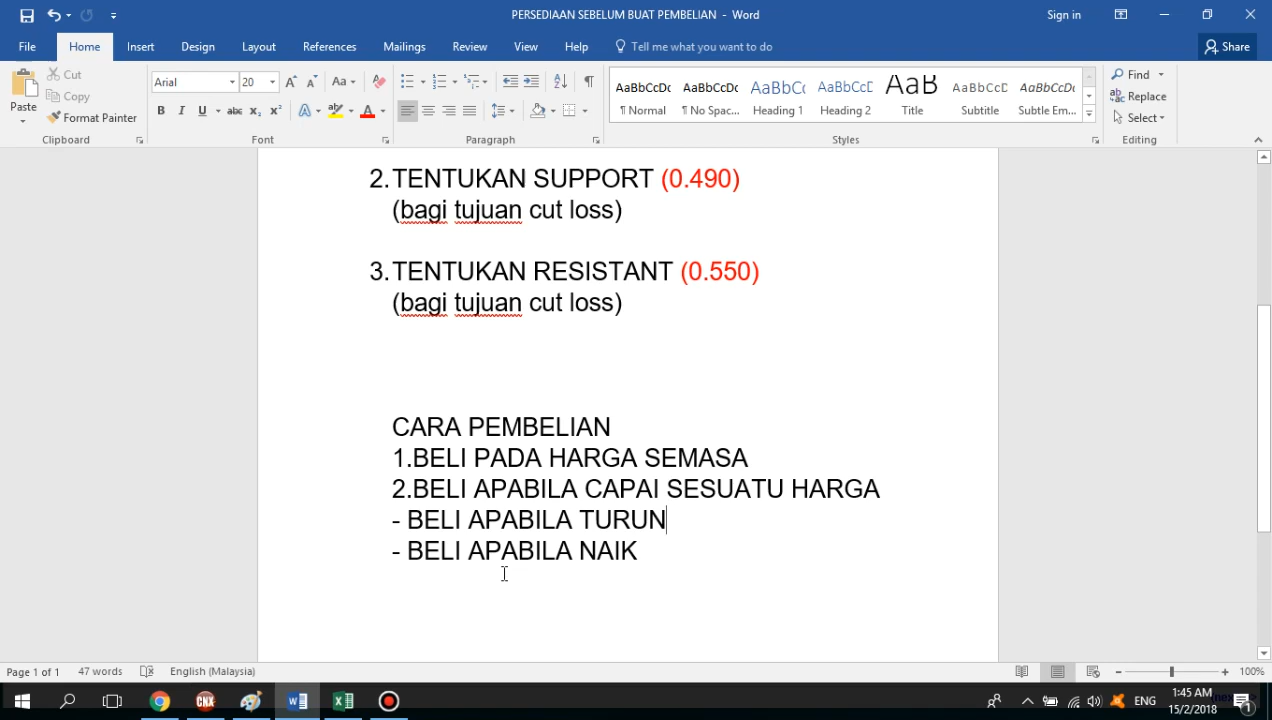 PERSEDIAAN SEBELUM BUAT PEMBELIAN - Word
Sign in
File Home Insert Design Layout References Mailings Review View Help Tell me what you want to do Share
Paste
Cut
Copy
Format Painter
Clipboard
Arial 20
Font
Paragraph
AaBbCcDc AaBbCcDc AaBbCc AaBbCcD AaB AaBbCcD AaBbCcDc
¶ Normal ¶ No Spac... Heading 1 Heading 2 Title Subtitle Subtle Em...
Styles
Find
Replace
Select
Editing
2. TENTUKAN SUPPORT (0.490)
(bagi tujuan cut loss)
3. TENTUKAN RESISTANT (0.550)
(bagi tujuan cut loss)
CARA PEMBELIAN
1.BELI PADA HARGA SEMASA
2.BELI APABILA CAPAI SESUATU HARGA
- BELI APABILA TURUN
- BELI APABILA NAIK
Page 1 of 1 47 words English (Malaysia) 100%
CNX
ENG
1:45 AM
15/2/2018
1